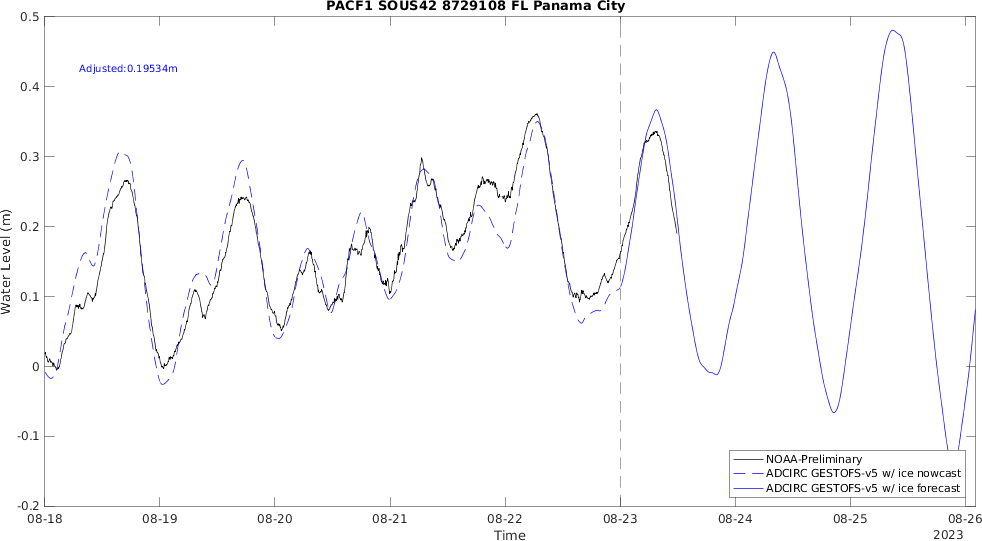 PACF1 SOUS42 8729108 FL Panama City
0.5
Adjusted:0.19534m
0.4
0.3
0.2
0.1
0
-0.1
-0.2
Water Level (m)
NOAA-Preliminary
ADCIRC GESTOFS-v5 w/ ice nowcast
ADCIRC GESTOFS-v5 w/ ice forecast
08-18 08-19 08-20 08-21 08-22 08-23 08-24 08-25 08-26
Time
2023